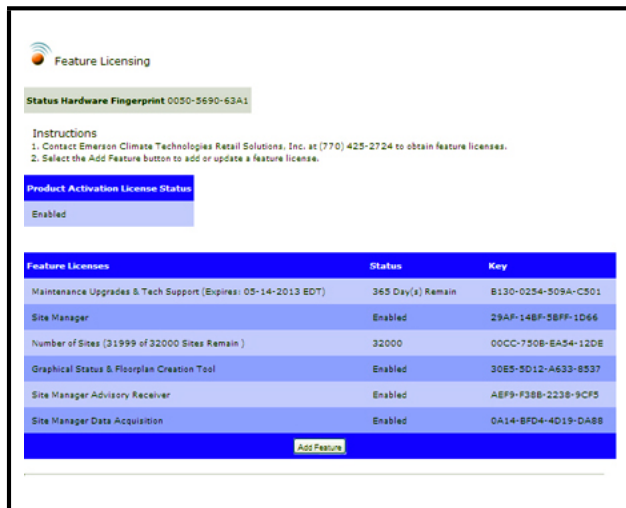 Feature Licensing
Status Hardware Fingerprint 0050-5690-63A1
Instructions
1. Contact Emerson Climate Technologies Retail Solutions, Inc. at (770) 425-2724 to obtain feature licenses.
2. Select the Add Feature button to add or update a feature license.
Product Activation License Status
Enabled
Feature Licenses Status Key
Maintenance Upgrades & Tech Support (Expires: 05-14-2013 EDT) 365 Day(s) Remain B130-0254-509A-C501
Site Manager Enabled 29AF-14BF-5BFF-1D66
Number of Sites (31999 of 32000 Sites Remain ) 32000 00CC-750B-EA54-12DE
Graphical Status & Floorplan Creation Tool Enabled 30E5-5D12-A633-8537
Site Manager Advisory Receiver Enabled AEF9-F38B-2238-9CF5
Site Manager Data Acquisition Enabled 0A14-BFD4-4D19-DA88
Add Feature